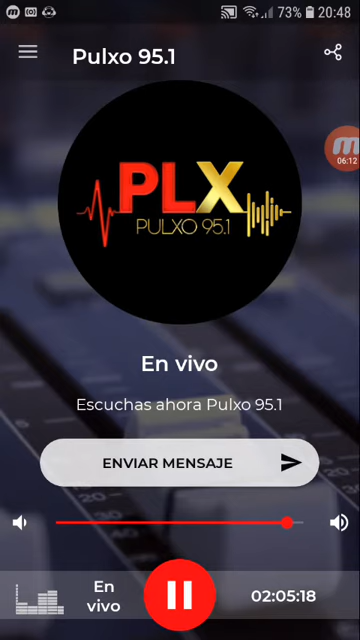 73% 20:48
Pulxo 95.1
06:12
PLX
PULXO 95.1
En vivo
Escuchas ahora Pulxo 95.1
ENVIAR MENSAJE
En
vivo
02:05:18